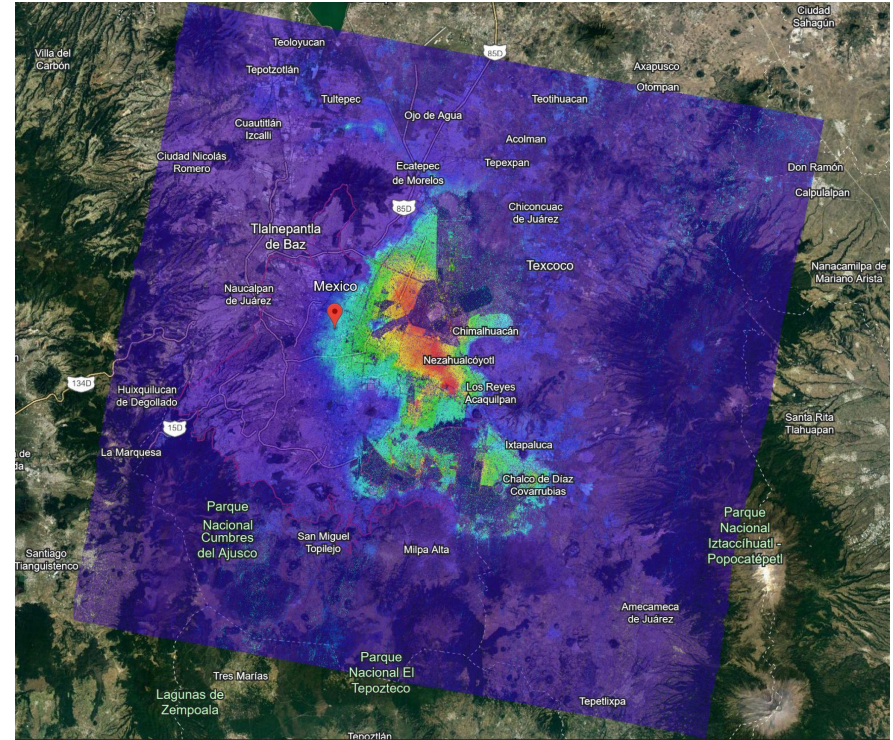 Ciudad
Sahagún
Villa del
Carbón
Teoloyucan
85D
Tepotzotlán
Axapusco
Otompan
Tultepec
Teotihuacan
Ojo de Agua
Cuautitlán
Izcalli
Acolman
Ciudad Nicolás
Romero
Ecatepec
de Morelos
Tepexpan
Don Ramón
Calpulalpan
85D
Chiconcuac
de Juárez
Tlalnepantla
de Baz
Texcoco
Nanacamilpa de
Mariano Arista
Naucalpan
de Juárez
Mexico
Chimalhuacán
Nezahualcóyotl
134D
Huixquilucan
de Degollado
Los Reyes
Acaquilpan
15D
Santa Rita
Tlahuapan
La Marquesa
Ixtapaluca
de
da
Chalco de Díaz
Covarrubias
Parque
Nacional
Cumbres
del Ajusco
Parque
Nacional
Iztaccíhuatl -
Popocatépetl
San Miguel
Topilejo
Milpa Alta
Santiago
Tianguistenco
Amecameca
de Juárez
Parque
Nacional El
Tepozteco
Tres Marías
Lagunas de
Zempoala
Tepetlixpa
Tepoztlán